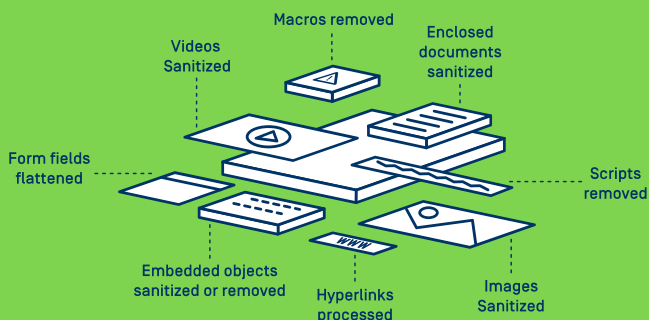 Macros removed
Enclosed
documents
sanitized
Videos
Sanitized
Form fields
flattened
Scripts
removed
www
Embedded objects
sanitized or removed
Hyperlinks
processed
Images
Sanitized